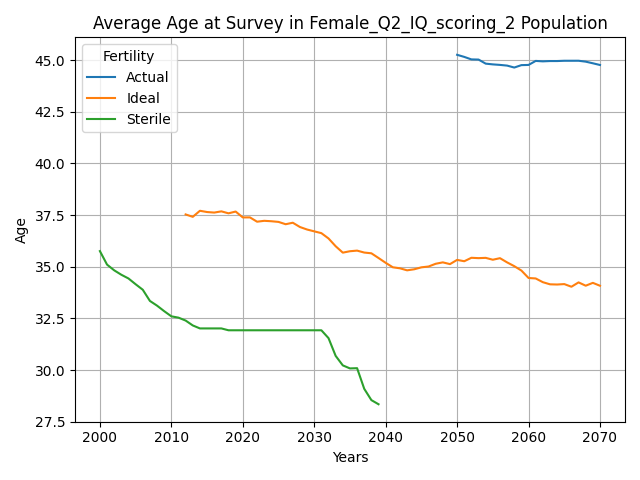 Average Age at Survey in Female_Q2_IQ_scoring_2 Population
Fertility
Actual
Ideal
Sterile
Age
45.0
42.5
40.0
37.5
35.0
32.5
30.0
27.5
2000 2010 2020 2030 2040 2050 2060 2070
Years